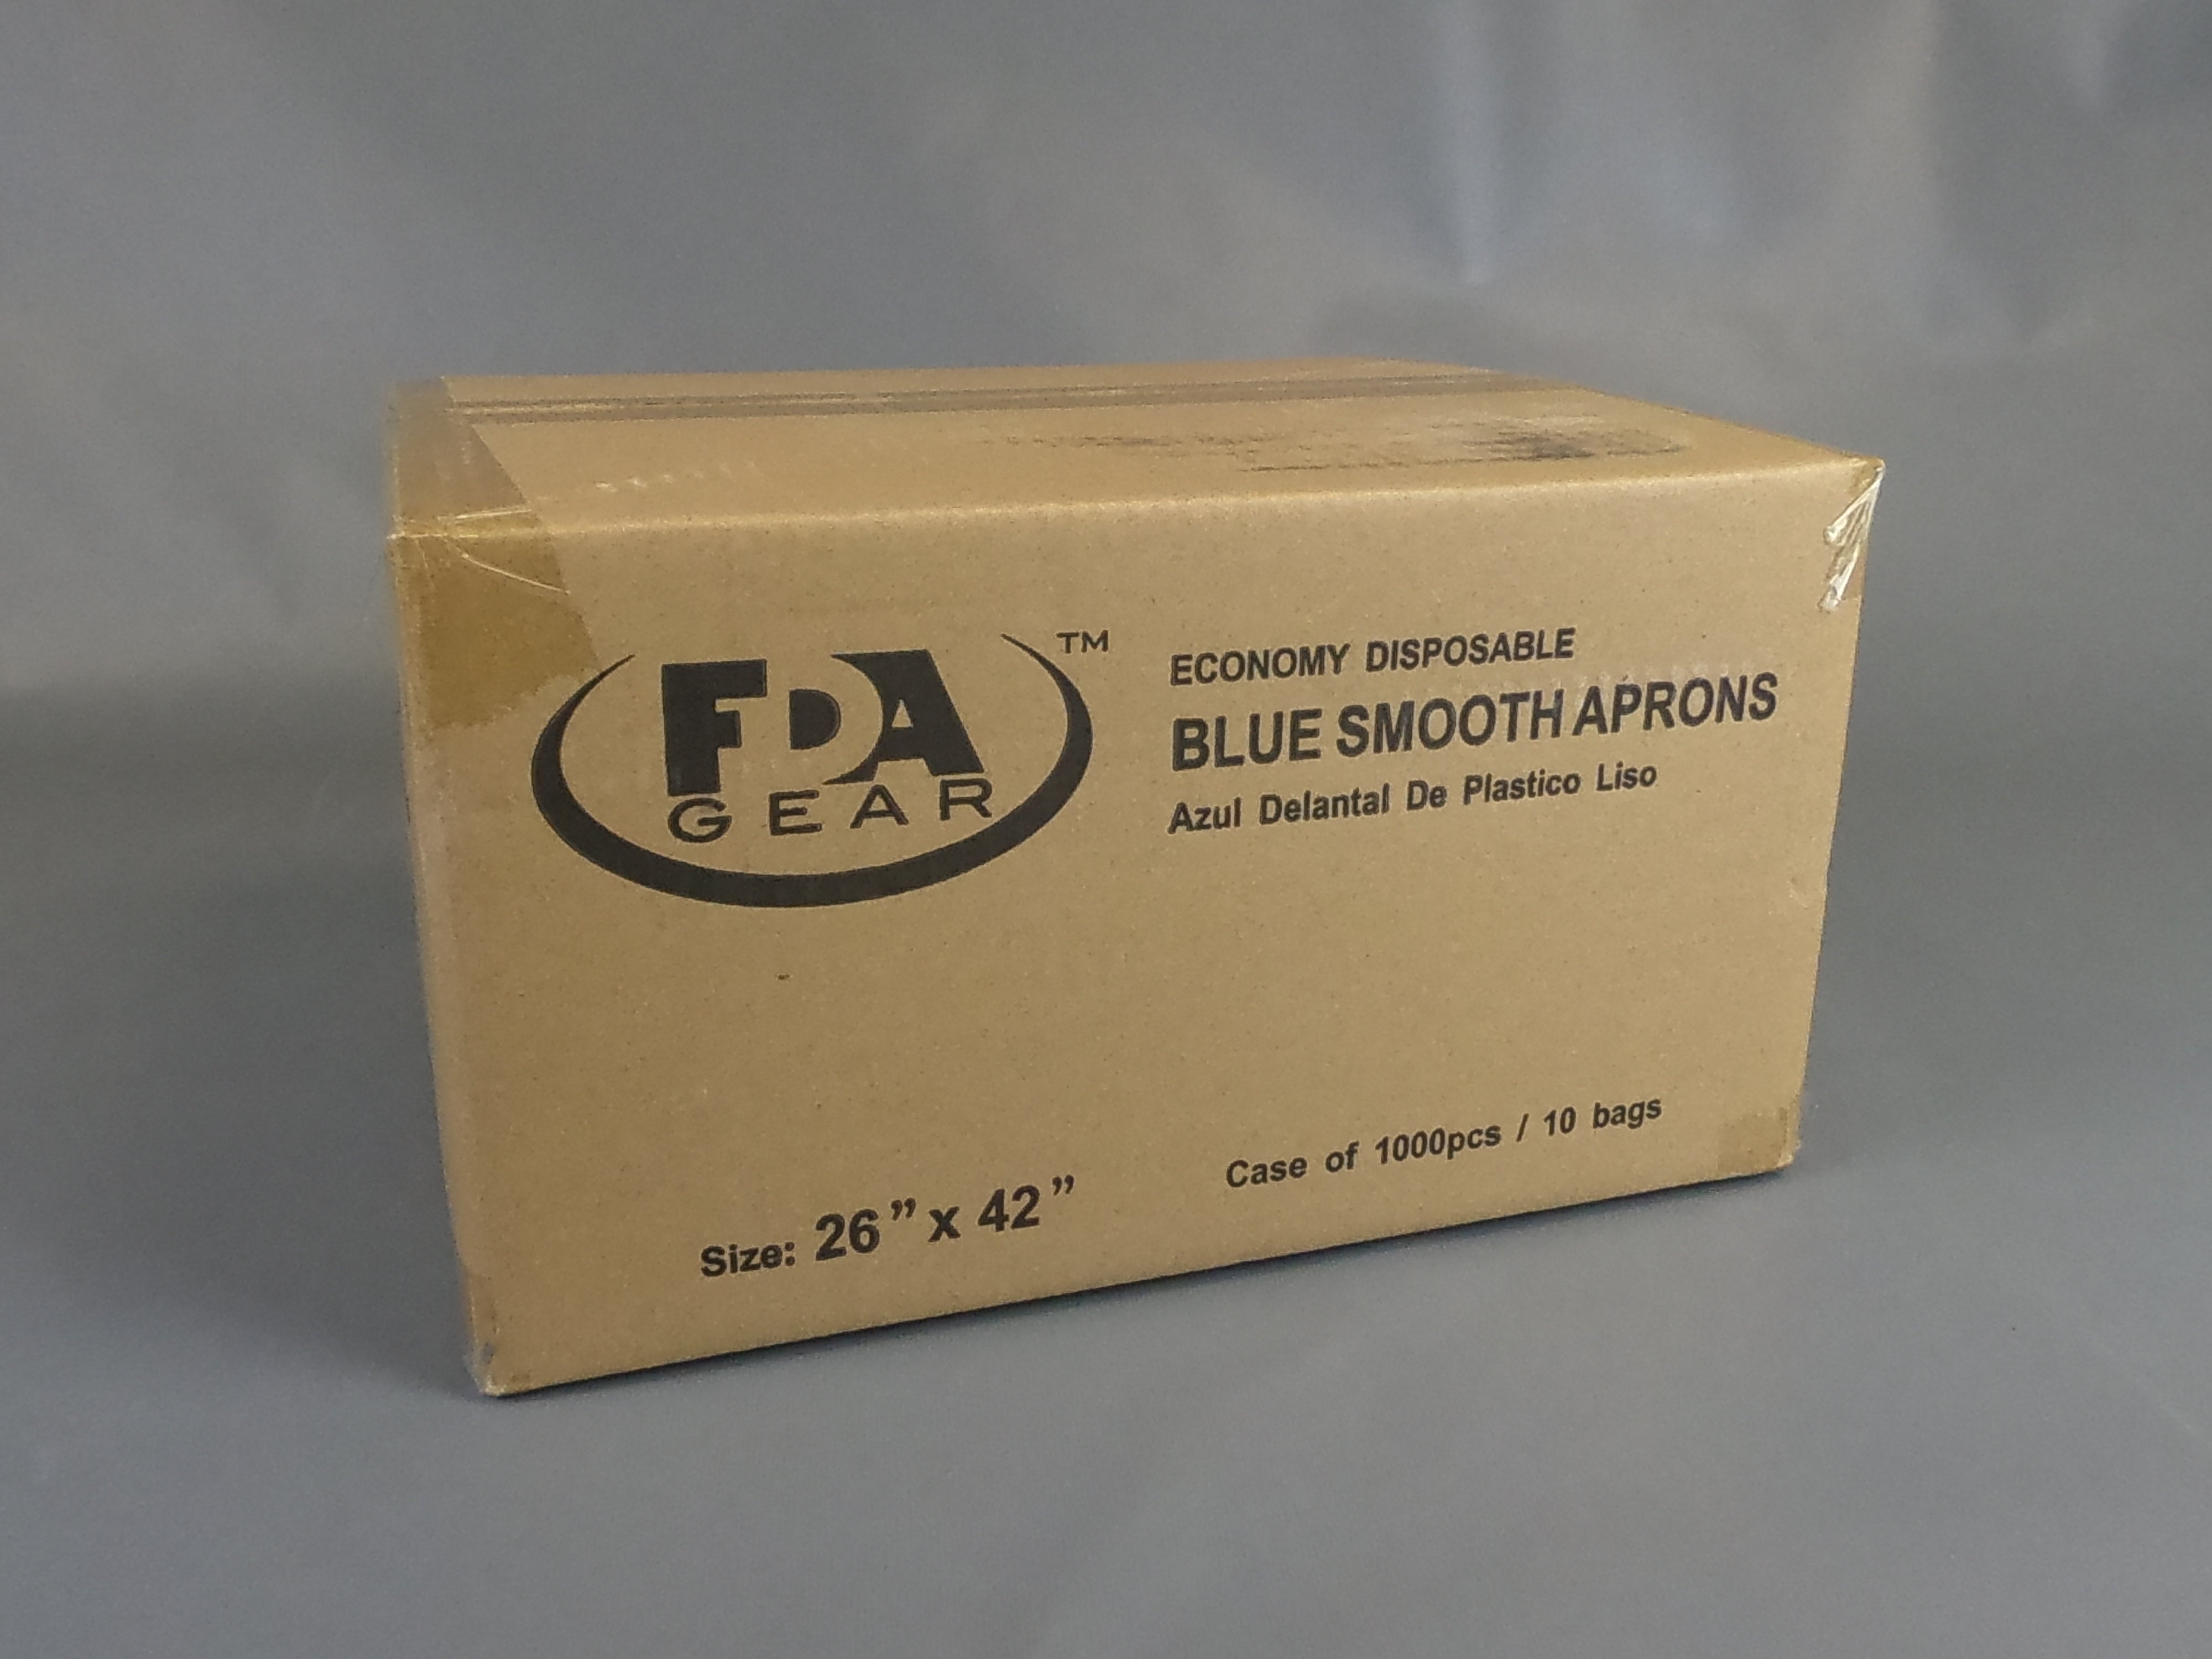 FDA
GEAR
TM
ECONOMY DISPOSABLE
BLUE SMOOTH APRONS
Azul Delantal De Plastico Liso
Size: 26” x 42”
Case of 1000pcs / 10 bags